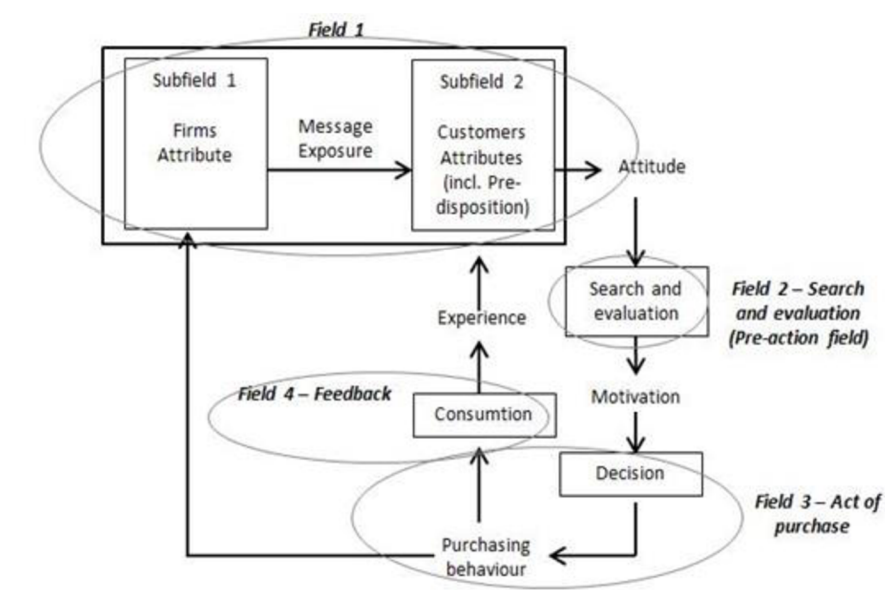 Field 1
Subfield 1
Firms
Attribute
Message
Exposure
Subfield 2
Customers
Attributes
(incl. Pre-
disposition)
Attitude
Search and
evaluation
Field 2 – Search
and evaluation
(Pre-action field)
Experience
Motivation
Field 4 – Feedback
Consumtion
Decision
Field 3 – Act of
purchase
Purchasing
behaviour